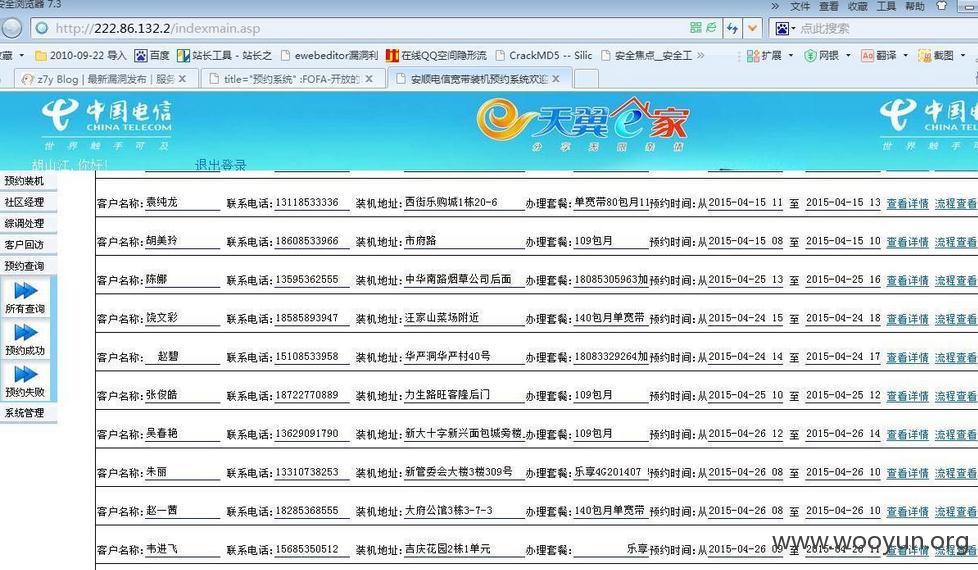 安全浏览器 7.3
» 文件 查看 收藏 工具 帮助
http://222.86.132.2/indexmain.asp
点此搜索
收藏 2010-09-22 导入 百度 站长工具 - 站长之 ewebeditor漏洞利 在线QQ空间隐形流 CrackMD5 -- Silic 安全焦点__安全工 » 扩展 网银 翻译 截图
z7y Blog | 最新漏洞发布 | 服务 title="预约系统" :FOFA-开放的 安顺电信宽带装机预约系统欢迎
中国电信 天翼e家 中国电信
CHINA TELECOM CHINA TELECOM
世界触手可及 分享无限亲情 世界触手可及
胡山江,你好! 退出登录
预约装机
社区经理
综调处理
客户回访
预约查询
所有查询
预约成功
预约失败
系统管理
客户名称:袁纯龙 联系电话:13118533336 装机地址:西街乐购城1栋20-6 办理套餐:单宽带80包月11 预约时间:从2015-04-15 11 至 2015-04-15 13 查看详情 流程查看
客户名称:胡美玲 联系电话:18608533966 装机地址:市府路 办理套餐:109包月 预约时间:从2015-04-15 08 至 2015-04-15 10 查看详情 流程查看
客户名称:陈娜 联系电话:13595362555 装机地址:中华南路烟草公司后面 办理套餐:18085305963加 预约时间:从2015-04-25 13 至 2015-04-25 16 查看详情 流程查看
客户名称:饶文彩 联系电话:18585893947 装机地址:汪家山菜场附近 办理套餐:140包月单宽带 预约时间:从2015-04-24 15 至 2015-04-24 18 查看详情 流程查看
客户名称: 赵碧 联系电话:15108533958 装机地址:华严洞华严村40号 办理套餐:18083329264加 预约时间:从2015-04-24 14 至 2015-04-24 17 查看详情 流程查看
客户名称:张俊皓 联系电话:18722770889 装机地址:力生路旺客隆后门 办理套餐:109包月 预约时间:从2015-04-25 10 至 2015-04-25 12 查看详情 流程查看
客户名称:吴春艳 联系电话:13629091790 装机地址:新大十字新兴面包城旁楼 办理套餐:109包月 预约时间:从2015-04-26 12 至 2015-04-26 14 查看详情 流程查看
客户名称:朱丽 联系电话:13310738253 装机地址:新管委会大楼3楼309号 办理套餐:乐享4G201407 预约时间:从2015-04-26 08 至 2015-04-26 10 查看详情 流程查看
客户名称:赵一茜 联系电话:18285368555 装机地址:大府公馆3栋3-7-3 办理套餐:140包月单宽带 预约时间:从2015-04-26 08 至 2015-04-26 10 查看详情 流程查看
客户名称:韦进飞 联系电话:15685350512 装机地址:吉庆花园2栋1单元 办理套餐: 乐享 预约时间:从2015-04-26 09 至 2015-04-26 11 查看详情 流程查看
www.wooyun.org